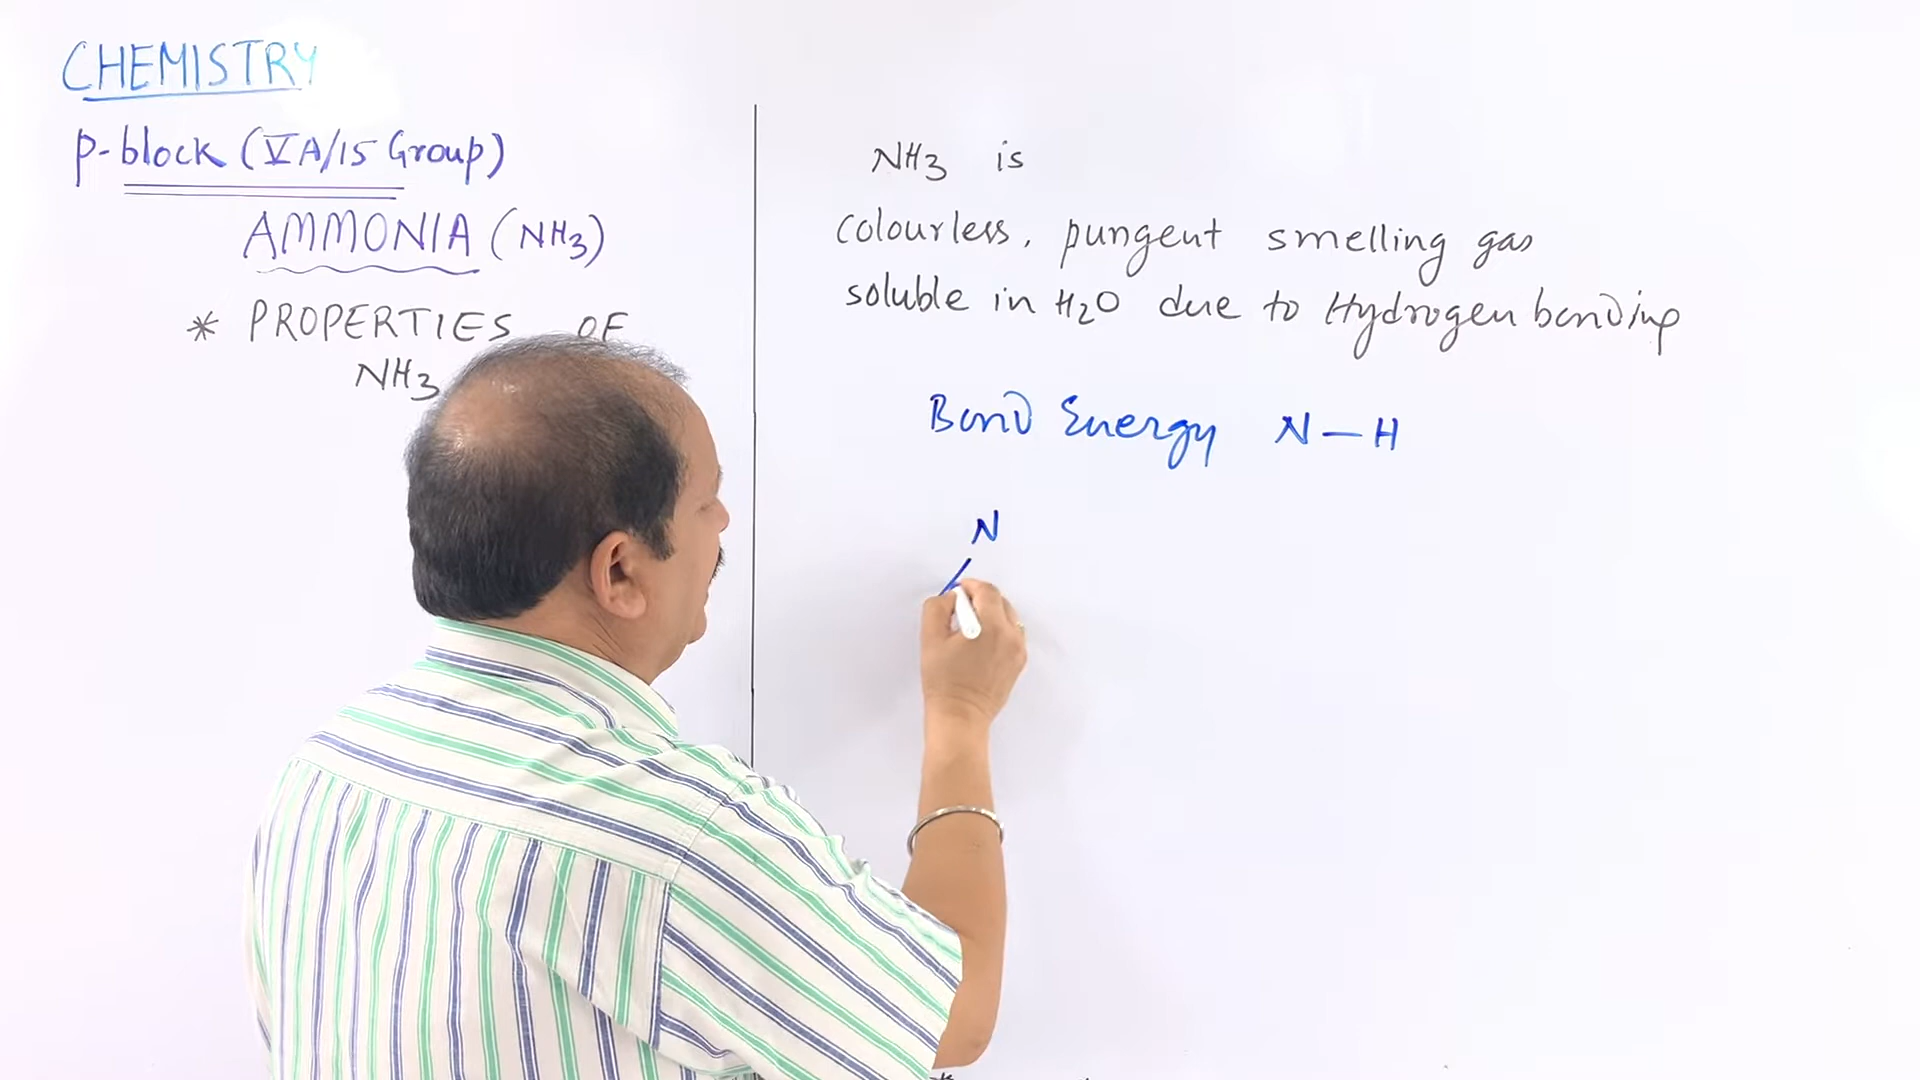 CHEMISTRY
p-block (VA/15 Group)
AMMONIA (NH3)
* PROPERTIES OF
NH3
NH3 is
colourless, pungent smelling gas
soluble in H2O due to Hydrogen bonding
Bond Energy N-H
N